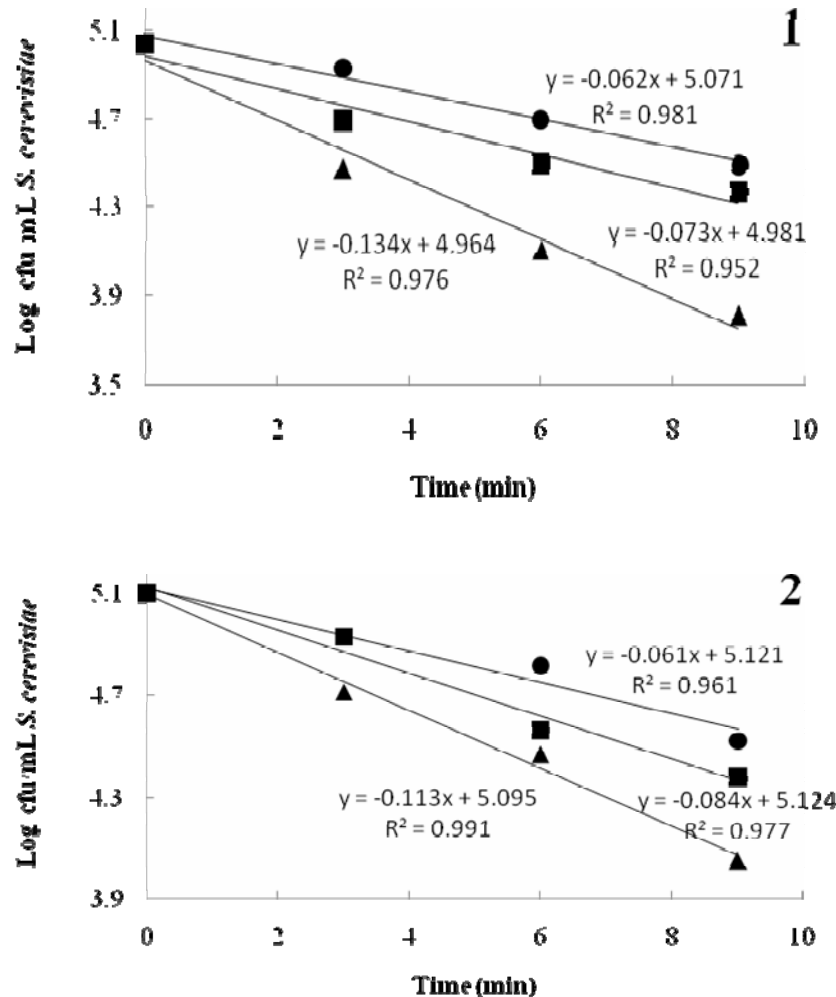 1
5.1
4.7
4.3
3.9
3.5
Log cfu mL S. cerevisiae
y = -0.062x + 5.071
R² = 0.981
y = -0.073x + 4.981
R² = 0.952
y = -0.134x + 4.964
R² = 0.976
0 2 4 6 8 10
Time (min)
2
5.1
4.7
4.3
3.9
Log cfu/mL S. cerevisiae
y = -0.061x + 5.121
R² = 0.961
y = -0.113x + 5.095
R² = 0.991
y = -0.084x + 5.124
R² = 0.977
0 2 4 6 8 10
Time (min)